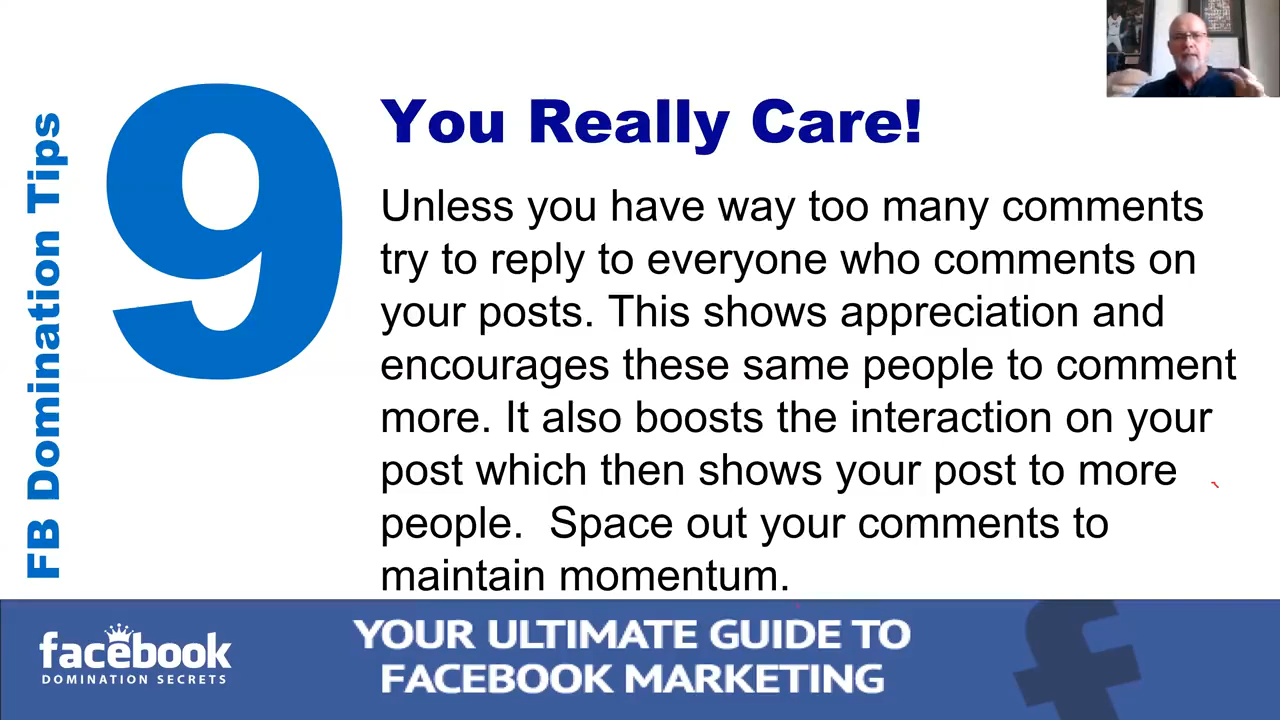 FB Domination Tips
9
You Really Care!
Unless you have way too many comments
try to reply to everyone who comments on
your posts. This shows appreciation and
encourages these same people to comment
more. It also boosts the interaction on your
post which then shows your post to more
people.  Space out your comments to
maintain momentum.
facebook
DOMINATION SECRETS
YOUR ULTIMATE GUIDE TO
FACEBOOK MARKETING
f